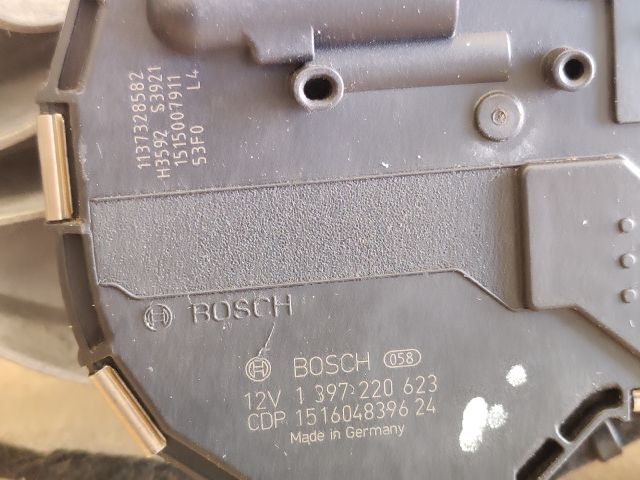 1137328582
H3592 S3921
1515007911
53F0 L4
BOSCH
BOSCH 058
12V 1 397 220 623
CDP 1516048396 24
Made in Germany